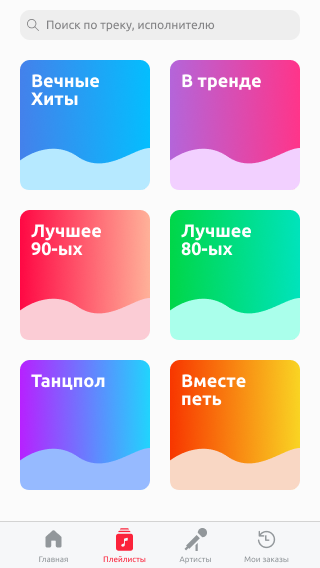 Поиск по треку, исполнителю
Вечные
Хиты
В тренде
Лучшее
90-ых
Лучшее
80-ых
Танцпол
Вместе
петь
Главная
Плейлисты
Артисты
Мои заказы